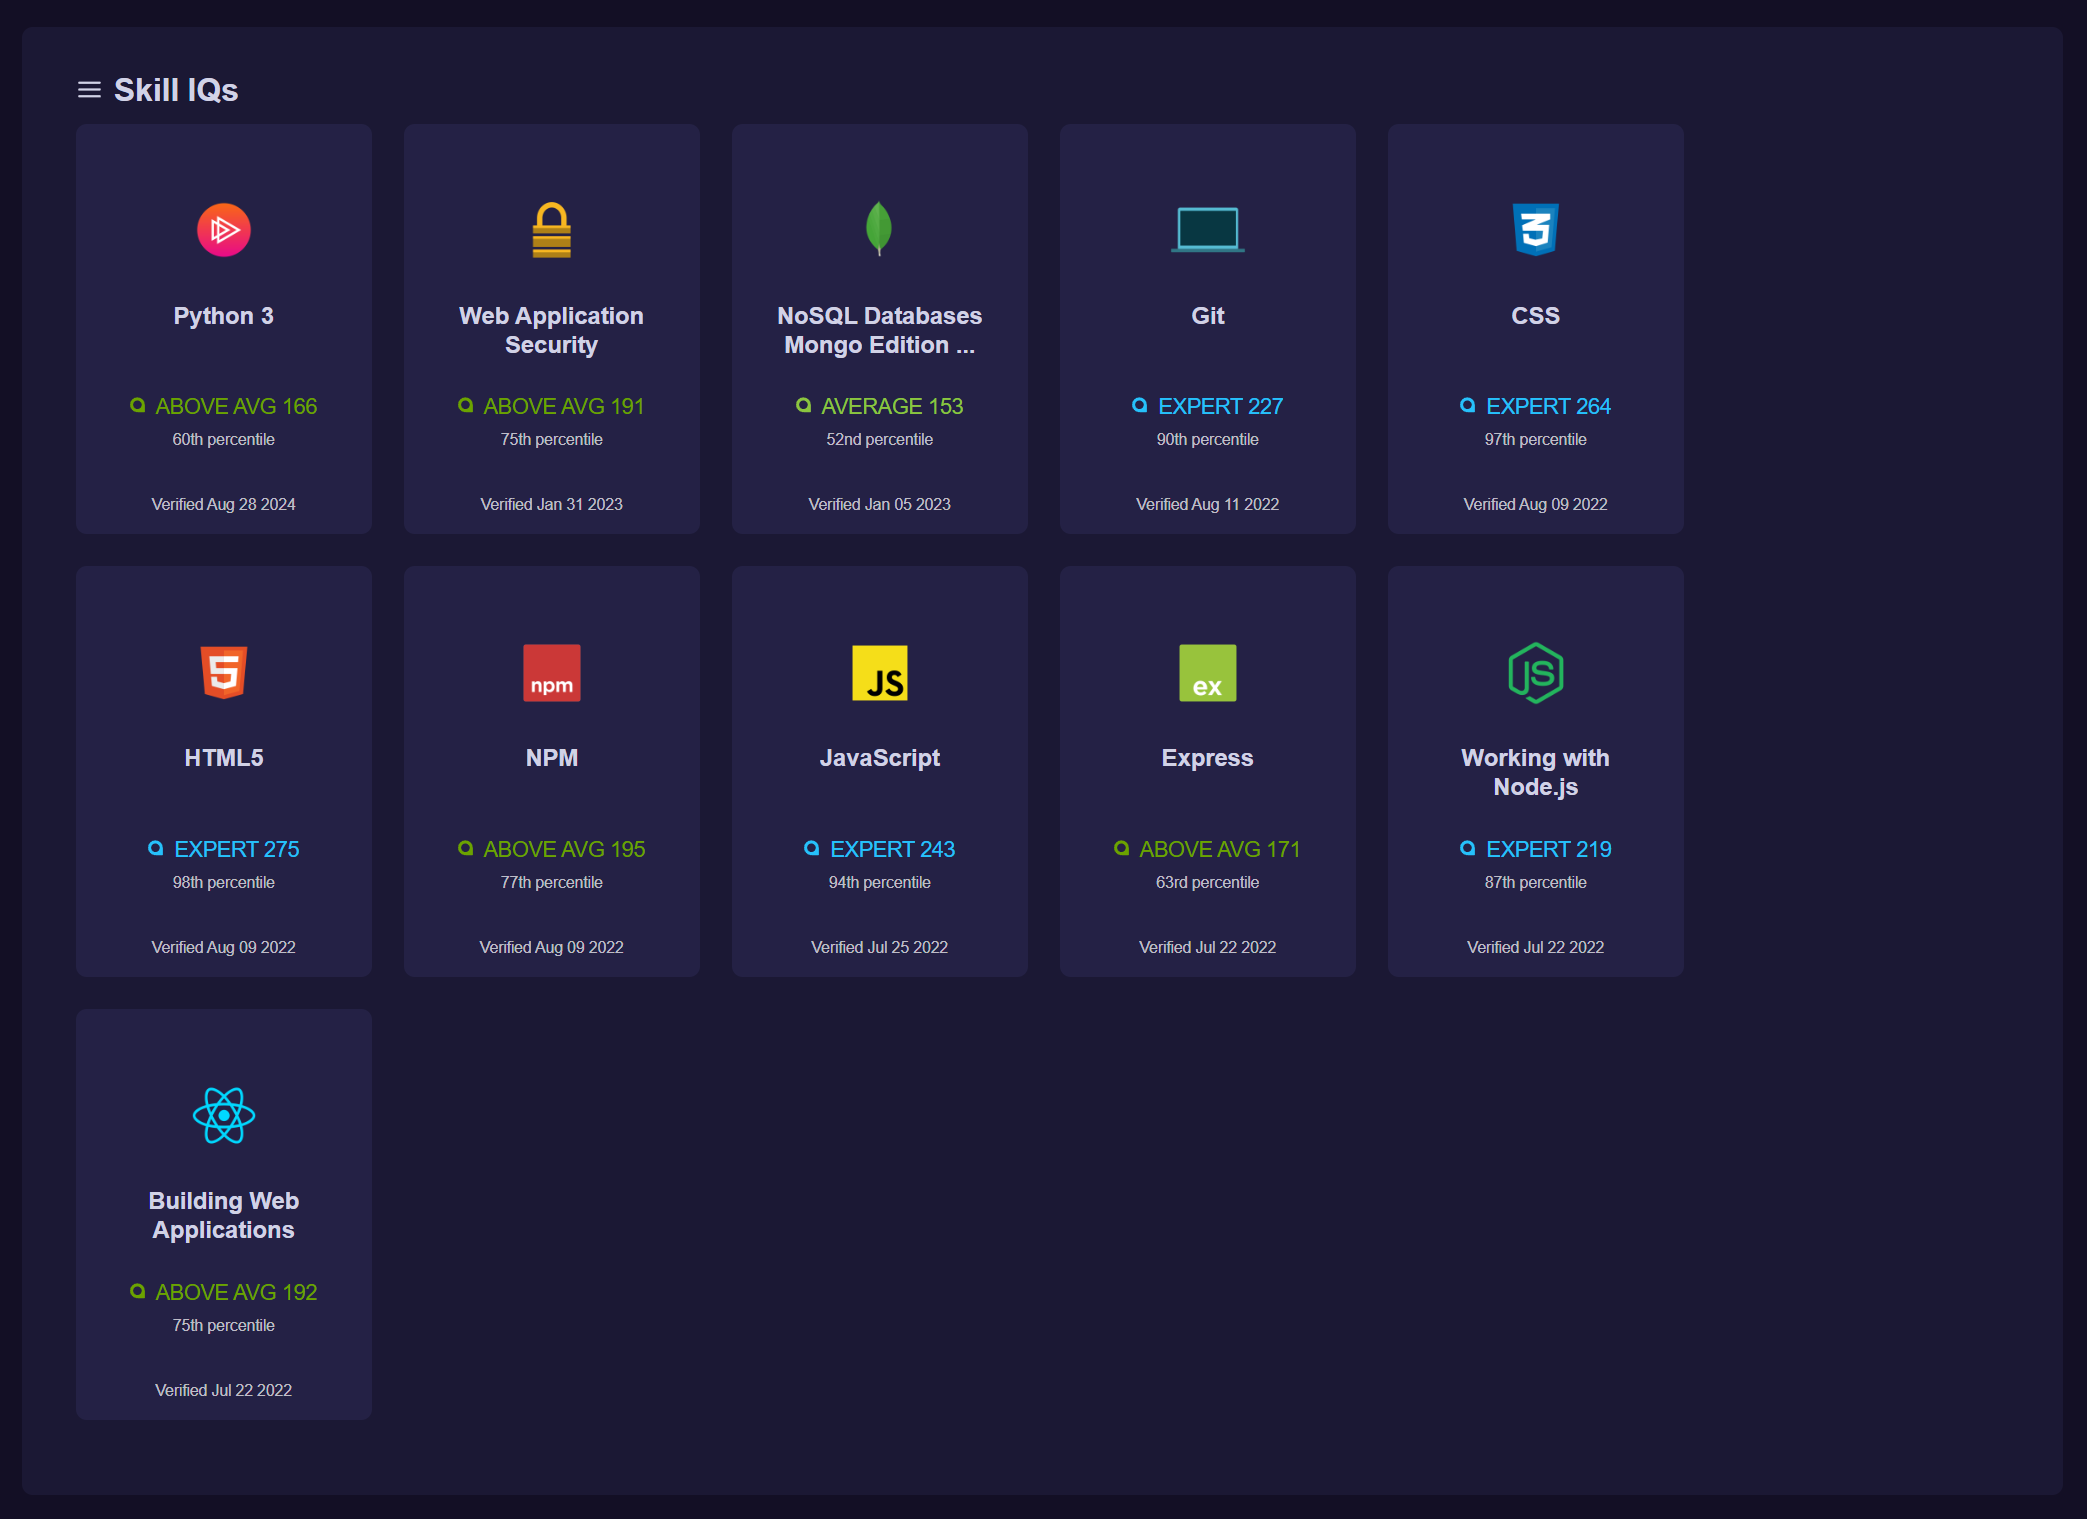 Skill IQs
Python 3
ABOVE AVG 166
60th percentile
Verified Aug 28 2024
Web Application
Security
ABOVE AVG 191
75th percentile
Verified Jan 31 2023
NoSQL Databases
Mongo Edition ...
AVERAGE 153
52nd percentile
Verified Jan 05 2023
Git
EXPERT 227
90th percentile
Verified Aug 11 2022
3
CSS
EXPERT 264
97th percentile
Verified Aug 09 2022
5
HTML5
EXPERT 275
98th percentile
Verified Aug 09 2022
npm
NPM
ABOVE AVG 195
77th percentile
Verified Aug 09 2022
JS
JavaScript
EXPERT 243
94th percentile
Verified Jul 25 2022
ex
Express
ABOVE AVG 171
63rd percentile
Verified Jul 22 2022
JS
Working with
Node.js
EXPERT 219
87th percentile
Verified Jul 22 2022
Building Web
Applications
ABOVE AVG 192
75th percentile
Verified Jul 22 2022